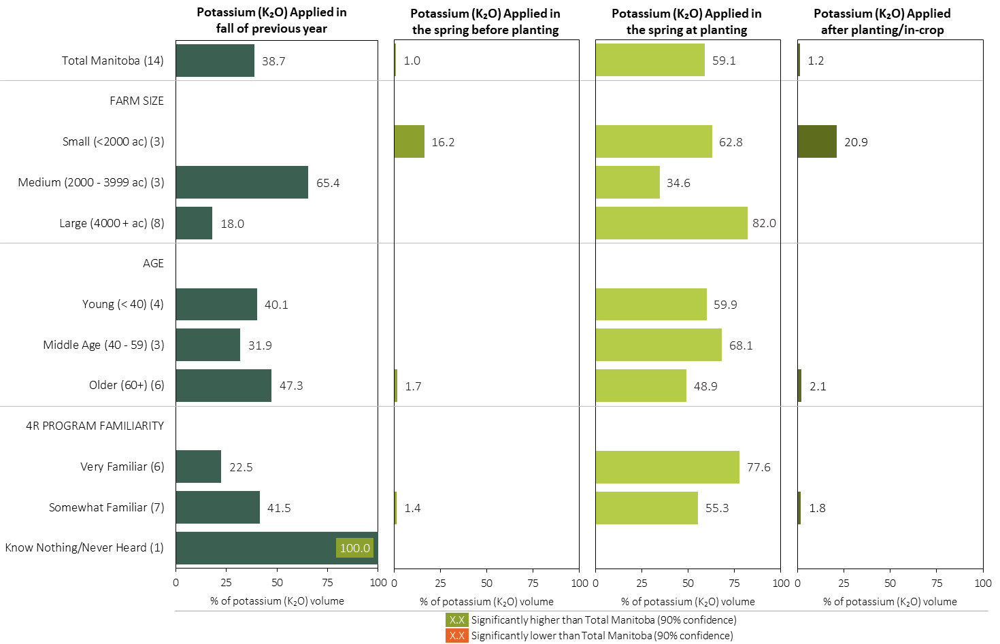 Potassium (K₂O) Applied in
fall of previous year
Potassium (K₂O) Applied in
the spring before planting
Potassium (K₂O) Applied in
the spring at planting
Potassium (K₂O) Applied
after planting/in-crop
Total Manitoba (14) 38.7 1.0 59.1 1.2
FARM SIZE
Small (<2000 ac) (3) 16.2 62.8 20.9
Medium (2000 - 3999 ac) (3) 65.4 34.6
Large (4000 + ac) (8) 18.0 82.0
AGE
Young (< 40) (4) 40.1 59.9
Middle Age (40 - 59) (3) 31.9 68.1
Older (60+) (6) 47.3 1.7 48.9 2.1
4R PROGRAM FAMILIARITY
Very Familiar (6) 22.5 77.6
Somewhat Familiar (7) 41.5 1.4 55.3 1.8
Know Nothing/Never Heard (1) 100.0
0 25 50 75 100 0 25 50 75 100 0 25 50 75 100 0 25 50 75 100
% of potassium (K₂O) volume % of potassium (K₂O) volume % of potassium (K₂O) volume % of potassium (K₂O) volume
X.X Significantly higher than Total Manitoba (90% confidence)
X.X Significantly lower than Total Manitoba (90% confidence)